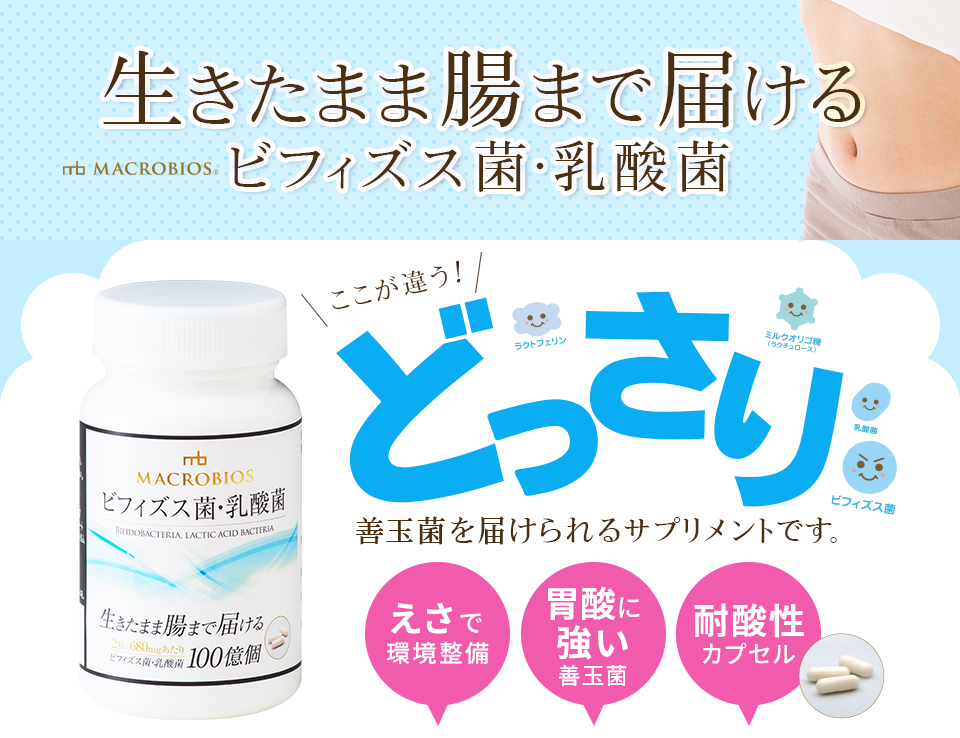 生きたまま腸まで届ける
mb MACROBIOS® ビフィズス菌・乳酸菌
ここが違う!
どっさり
ラクトフェリン
ミルクオリゴ糖
(ラクチュロース)
乳酸菌
ビフィズス菌
善玉菌を届けられるサプリメントです。
mb
MACROBIOS
ビフィズス菌・乳酸菌
BIFIDOBACTERIA, LACTIC ACID BACTERIA
生きたまま腸まで届ける
2粒 680mgあたり
ビフィズス菌・乳酸菌 100億個
えさで
環境整備
胃酸に
強い
善玉菌
耐酸性
カプセル